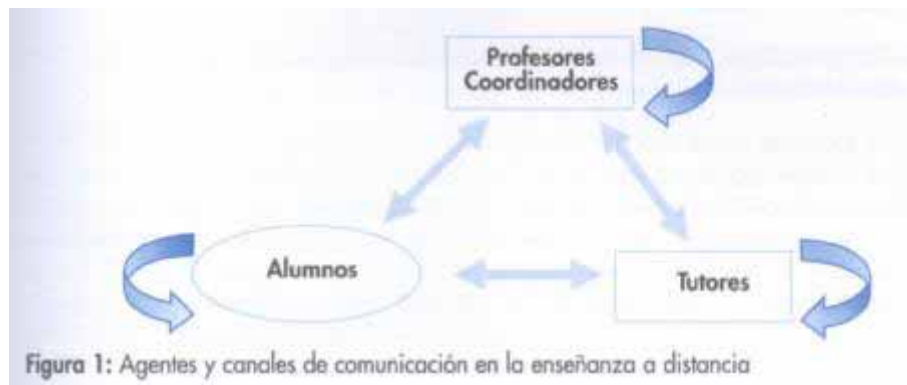 Profesores
Coordinadores
Alumnos
Tutores
Figura 1: Agentes y canales de comunicación en la enseñanza a distancia